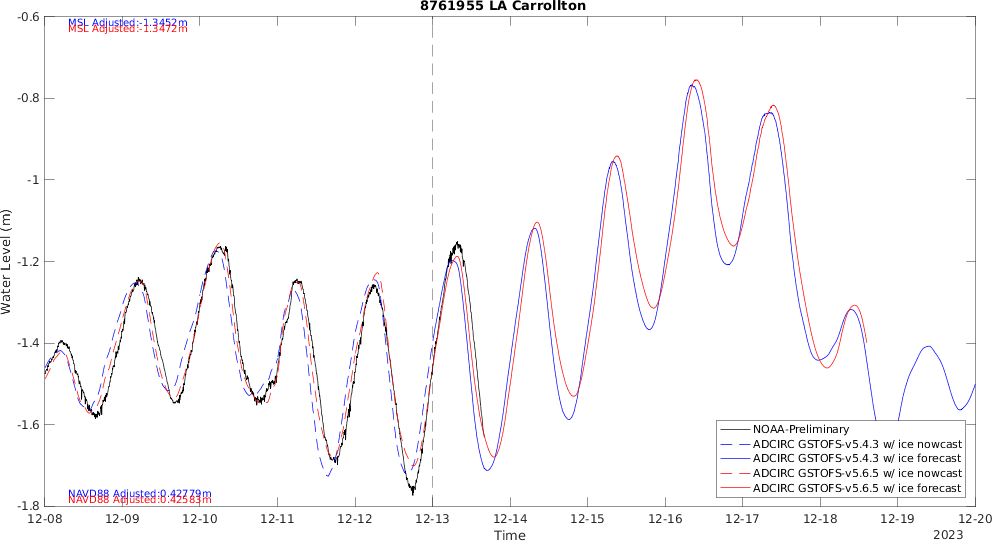 8761955 LA Carrollton
MSL Adjusted:-1.3452m
MSL Adjusted:-1.3472m
-0.6
-0.8
-1
-1.2
-1.4
-1.6
-1.8
Water Level (m)
NAVD88 Adjusted:0.42779m
NAVD88 Adjusted:0.42583m
NOAA-Preliminary
ADCIRC GSTOFS-v5.4.3 w/ ice nowcast
ADCIRC GSTOFS-v5.4.3 w/ ice forecast
ADCIRC GSTOFS-v5.6.5 w/ ice nowcast
ADCIRC GSTOFS-v5.6.5 w/ ice forecast
12-08 12-09 12-10 12-11 12-12 12-13 12-14 12-15 12-16 12-17 12-18 12-19 12-20
Time
2023